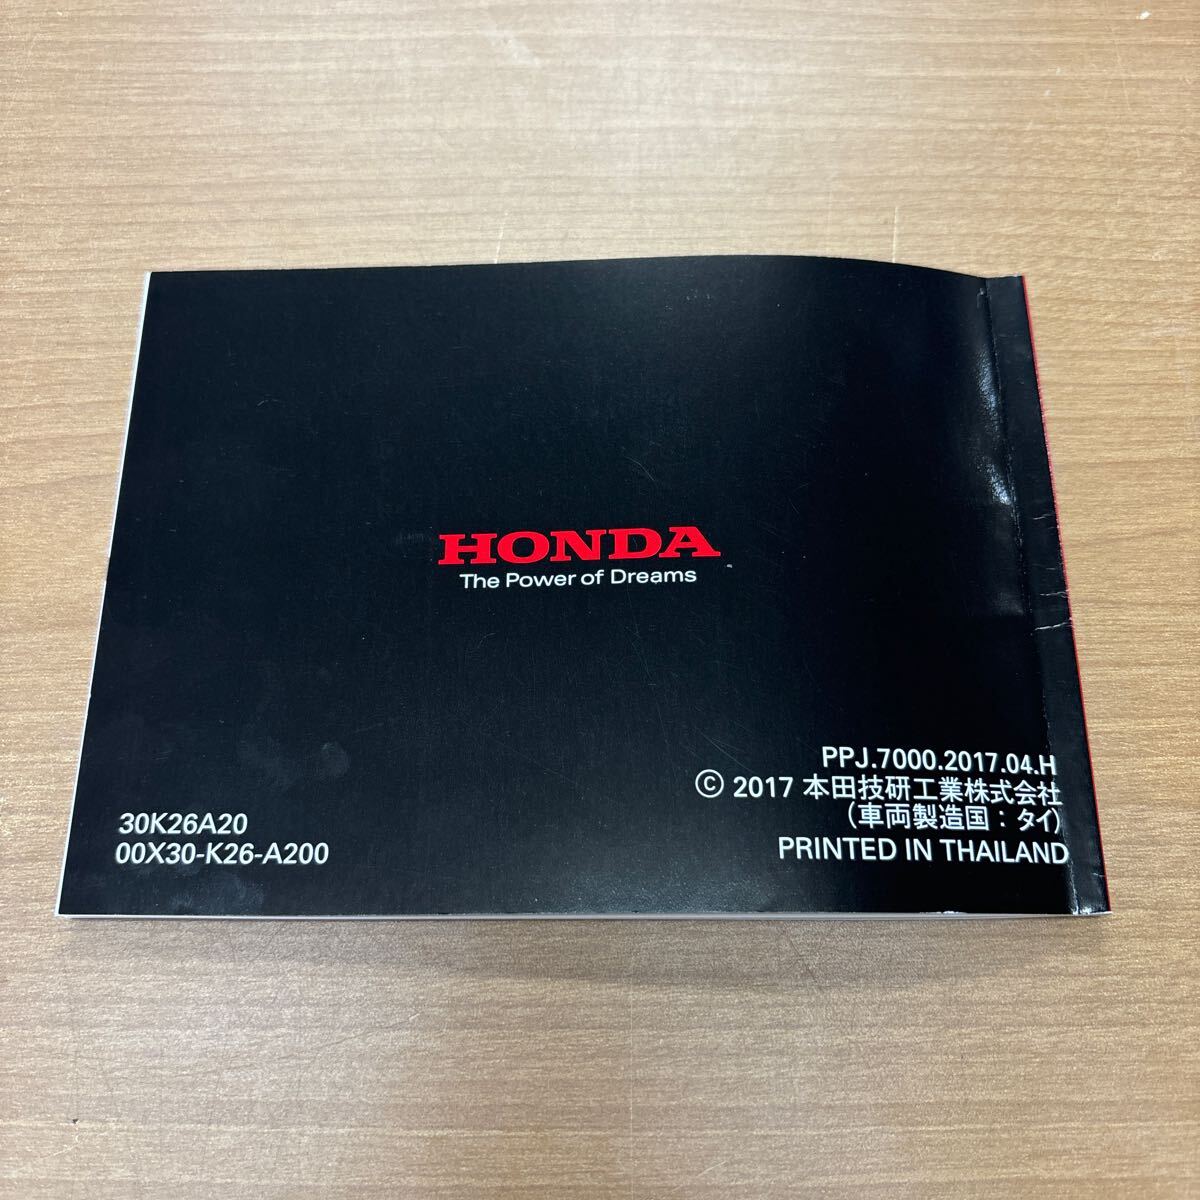 HONDA
The Power of Dreams
PPJ.7000.2017.04.H
© 2017 本田技研工業株式会社
(車両製造国：タイ)
PRINTED IN THAILAND
30K26A20
00X30-K26-A200